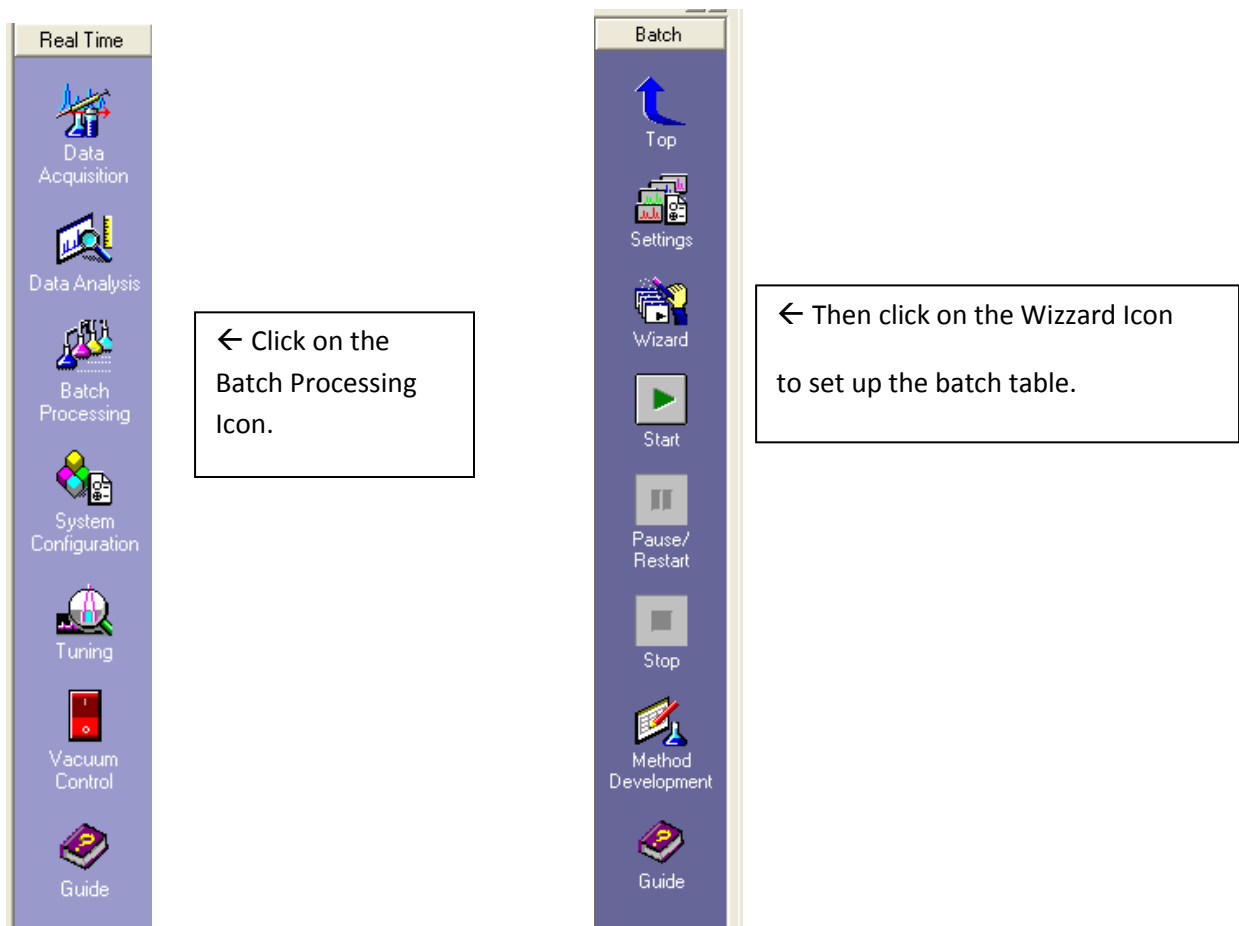 Real Time
Data
Acquisition
Data Analysis
Batch
Processing
System
Configuration
Tuning
Vacuum
Control
Guide
← Click on the
Batch Processing
Icon.
Batch
Top
Settings
Wizard
Start
Pause/
Restart
Stop
Method
Development
Guide
← Then click on the Wizzard Icon
to set up the batch table.